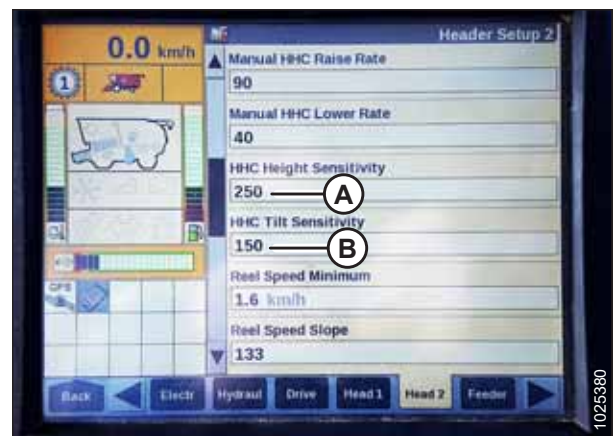 Header Setup 2
0.0 km/h
1
Manual HHC Raise Rate
90
Manual HHC Lower Rate
40
HHC Height Sensitivity
250
A
HHC Tilt Sensitivity
150
B
Reel Speed Minimum
1.6 km/h
Reel Speed Slope
133
GPS
Back Electr Hydraul Drive Head 1 Head 2 Feeder
1025380